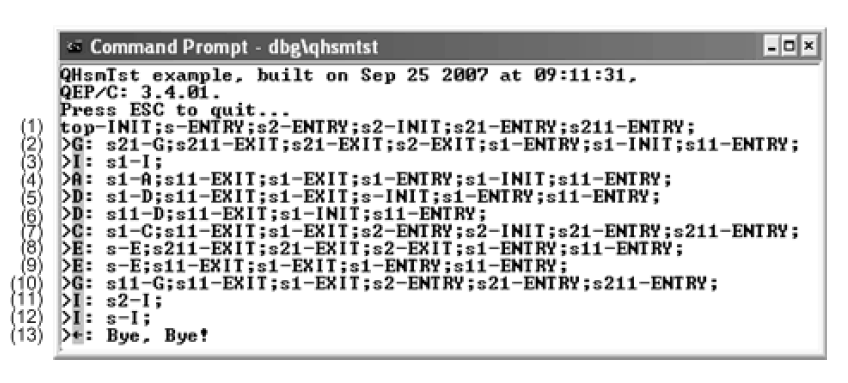 Command Prompt - dbg\qhsmtst
QHsmTst example, built on Sep 25 2007 at 09:11:31,
QEP/C: 3.4.01.
Press ESC to quit...
(1) top-INIT;s-ENTRY;s2-ENTRY;s2-INIT;s21-ENTRY;s211-ENTRY;
(2) >G: s21-G;s211-EXIT;s21-EXIT;s2-EXIT;s1-ENTRY;s1-INIT;s11-ENTRY;
(3) >I: s1-I;
(4) >A: s1-A;s11-EXIT;s1-EXIT;s1-ENTRY;s1-INIT;s11-ENTRY;
(5) >D: s1-D;s11-EXIT;s1-EXIT;s-INIT;s1-ENTRY;s11-ENTRY;
(6) >D: s11-D;s11-EXIT;s1-INIT;s11-ENTRY;
(7) >C: s1-C;s11-EXIT;s1-EXIT;s2-ENTRY;s2-INIT;s21-ENTRY;s211-ENTRY;
(8) >E: s-E;s211-EXIT;s21-EXIT;s2-EXIT;s1-ENTRY;s11-ENTRY;
(9) >E: s-E;s11-EXIT;s1-EXIT;s1-ENTRY;s11-ENTRY;
(10) >G: s11-G;s11-EXIT;s1-EXIT;s2-ENTRY;s21-ENTRY;s211-ENTRY;
(11) >I: s2-I;
(12) >I: s-I;
(13) >←: Bye, Bye!